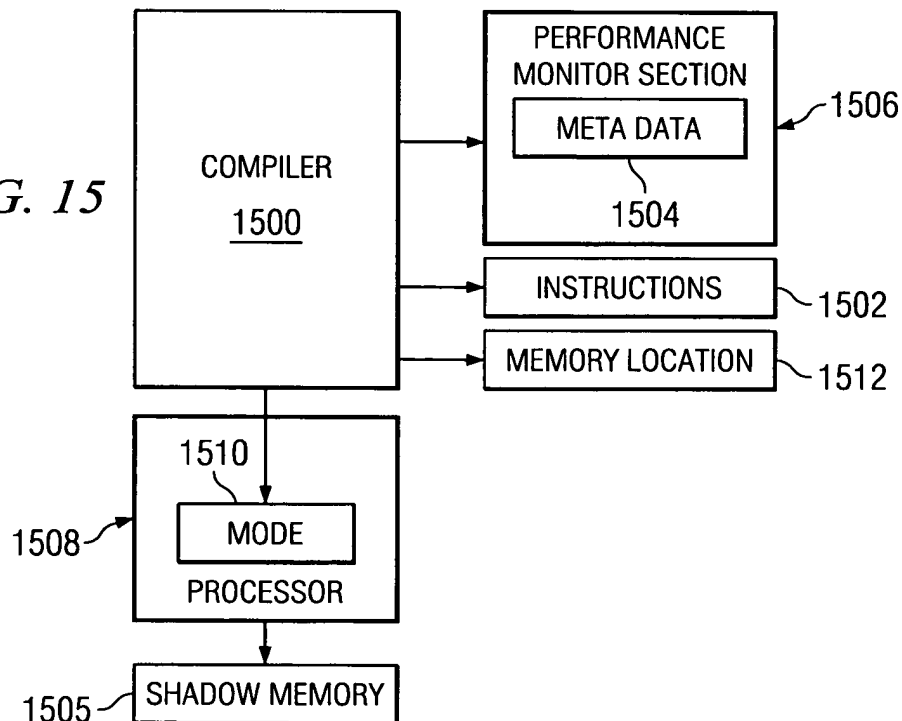 PERFORMANCE
MONITOR SECTION
META DATA
1504
1506
G. 15
COMPILER
1500
INSTRUCTIONS
1502
MEMORY LOCATION
1512
1510
MODE
1508
PROCESSOR
SHADOW MEMORY
1505